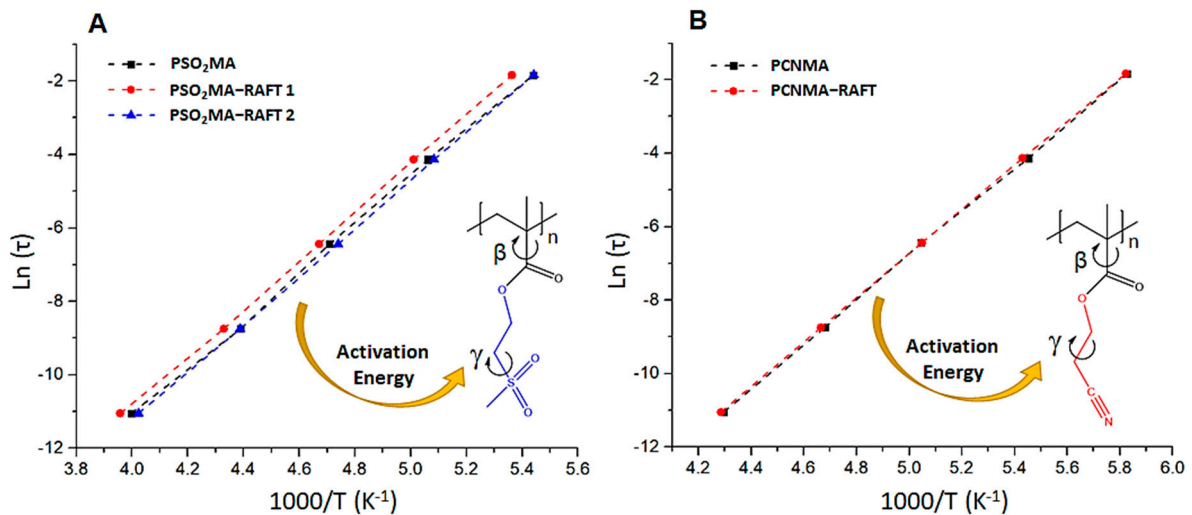 A
PSO₂MA
PSO₂MA−RAFT 1
PSO₂MA−RAFT 2
Ln (τ)
-2
-4
-6
-8
-10
-12
3.8 4.0 4.2 4.4 4.6 4.8 5.0 5.2 5.4 5.6
1000/T (K⁻¹)
Activation
Energy
β
n
O
O
γ
S
O
O
B
PCNMA
PCNMA−RAFT
Ln (τ)
-2
-4
-6
-8
-10
-12
4.2 4.4 4.6 4.8 5.0 5.2 5.4 5.6 5.8 6.0
1000/T (K⁻¹)
Activation
Energy
β
n
O
O
γ
C
N